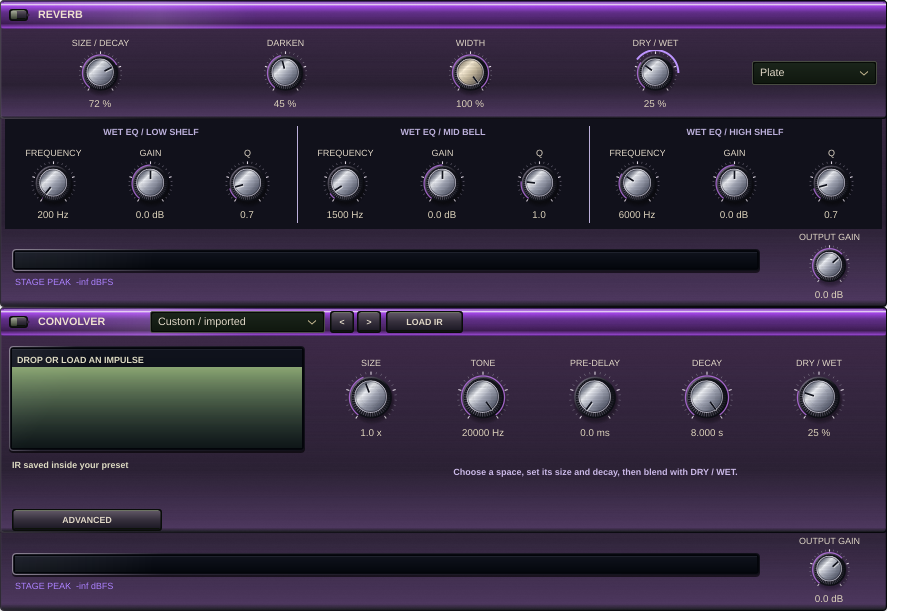 REVERB
SIZE / DECAY DARKEN WIDTH DRY / WET
Plate
72 % 45 % 100 % 25 %
WET EQ / LOW SHELF WET EQ / MID BELL WET EQ / HIGH SHELF
FREQUENCY GAIN Q FREQUENCY GAIN Q FREQUENCY GAIN Q
200 Hz 0.0 dB 0.7 1500 Hz 0.0 dB 1.0 6000 Hz 0.0 dB 0.7
OUTPUT GAIN
STAGE PEAK -inf dBFS
0.0 dB
CONVOLVER Custom / imported < > LOAD IR
DROP OR LOAD AN IMPULSE
SIZE TONE PRE-DELAY DECAY DRY / WET
1.0 x 20000 Hz 0.0 ms 8.000 s 25 %
IR saved inside your preset
Choose a space, set its size and decay, then blend with DRY / WET.
ADVANCED
OUTPUT GAIN
STAGE PEAK -inf dBFS
0.0 dB